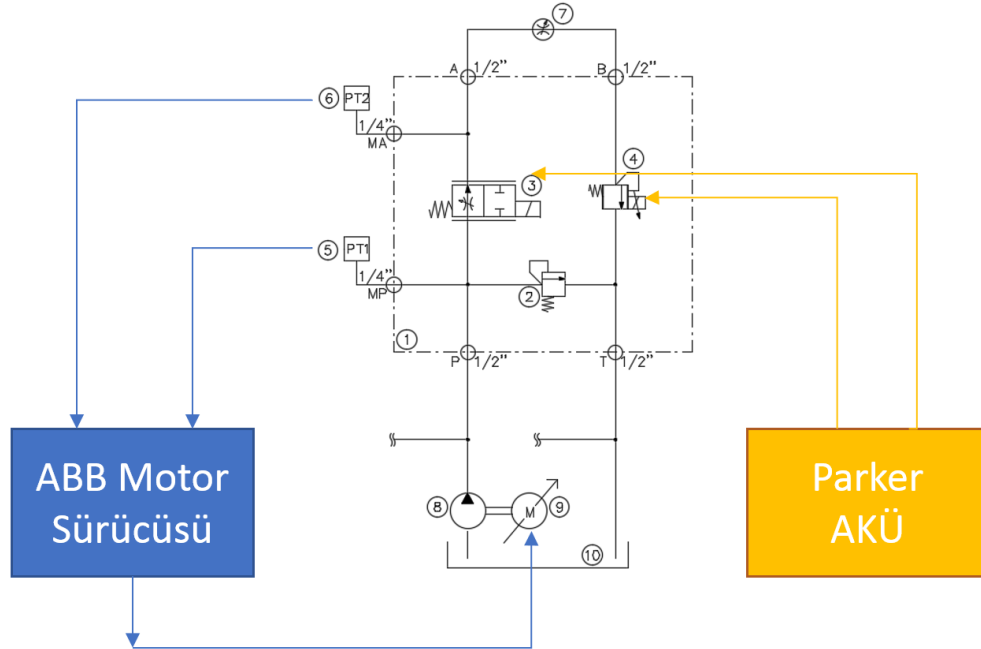 7
A 1/2"
B 1/2"
6 PT2
1/4"
MA
4
3
5 PT1
1/4"
MP
2
1
P 1/2"
T 1/2"
ABB Motor
Sürücüsü
8
M
9
10
Parker
AKÜ